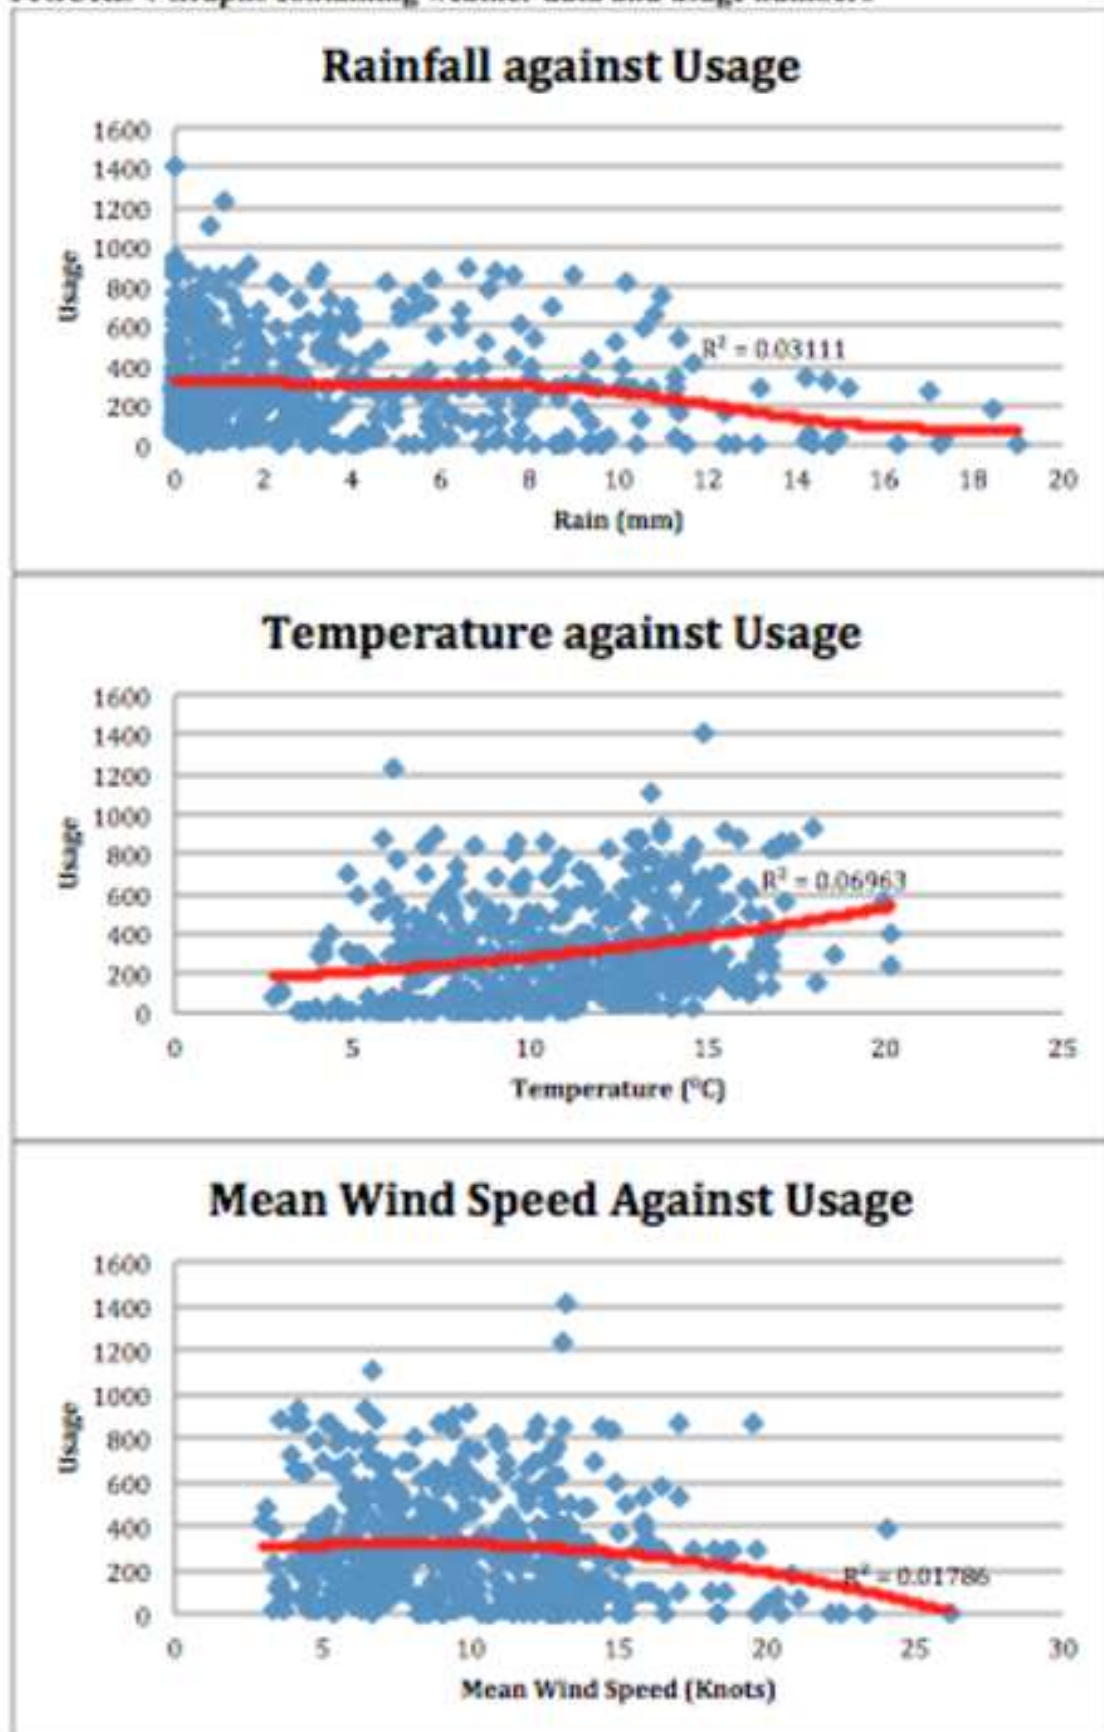 Rainfall against Usage
1600
1400
1200
1000
800
600
400
200
0
Usage
R² = 0.03111
0 2 4 6 8 10 12 14 16 18 20
Rain (mm)
Temperature against Usage
1600
1400
1200
1000
800
600
400
200
0
Usage
R² = 0.06963
0 5 10 15 20 25
Temperature (°C)
Mean Wind Speed Against Usage
1600
1400
1200
1000
800
600
400
200
0
Usage
R² = 0.01786
0 5 10 15 20 25 30
Mean Wind Speed (Knots)